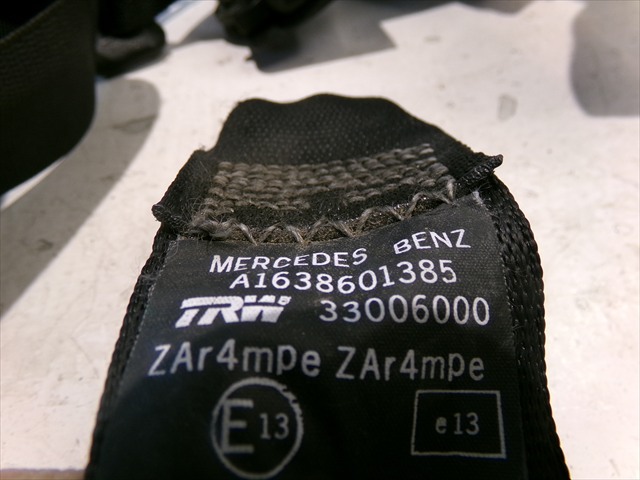 MERCEDES BENZ
A1638601385
TRW 33006000
ZAr4mpe ZAr4mpe
E13 e13